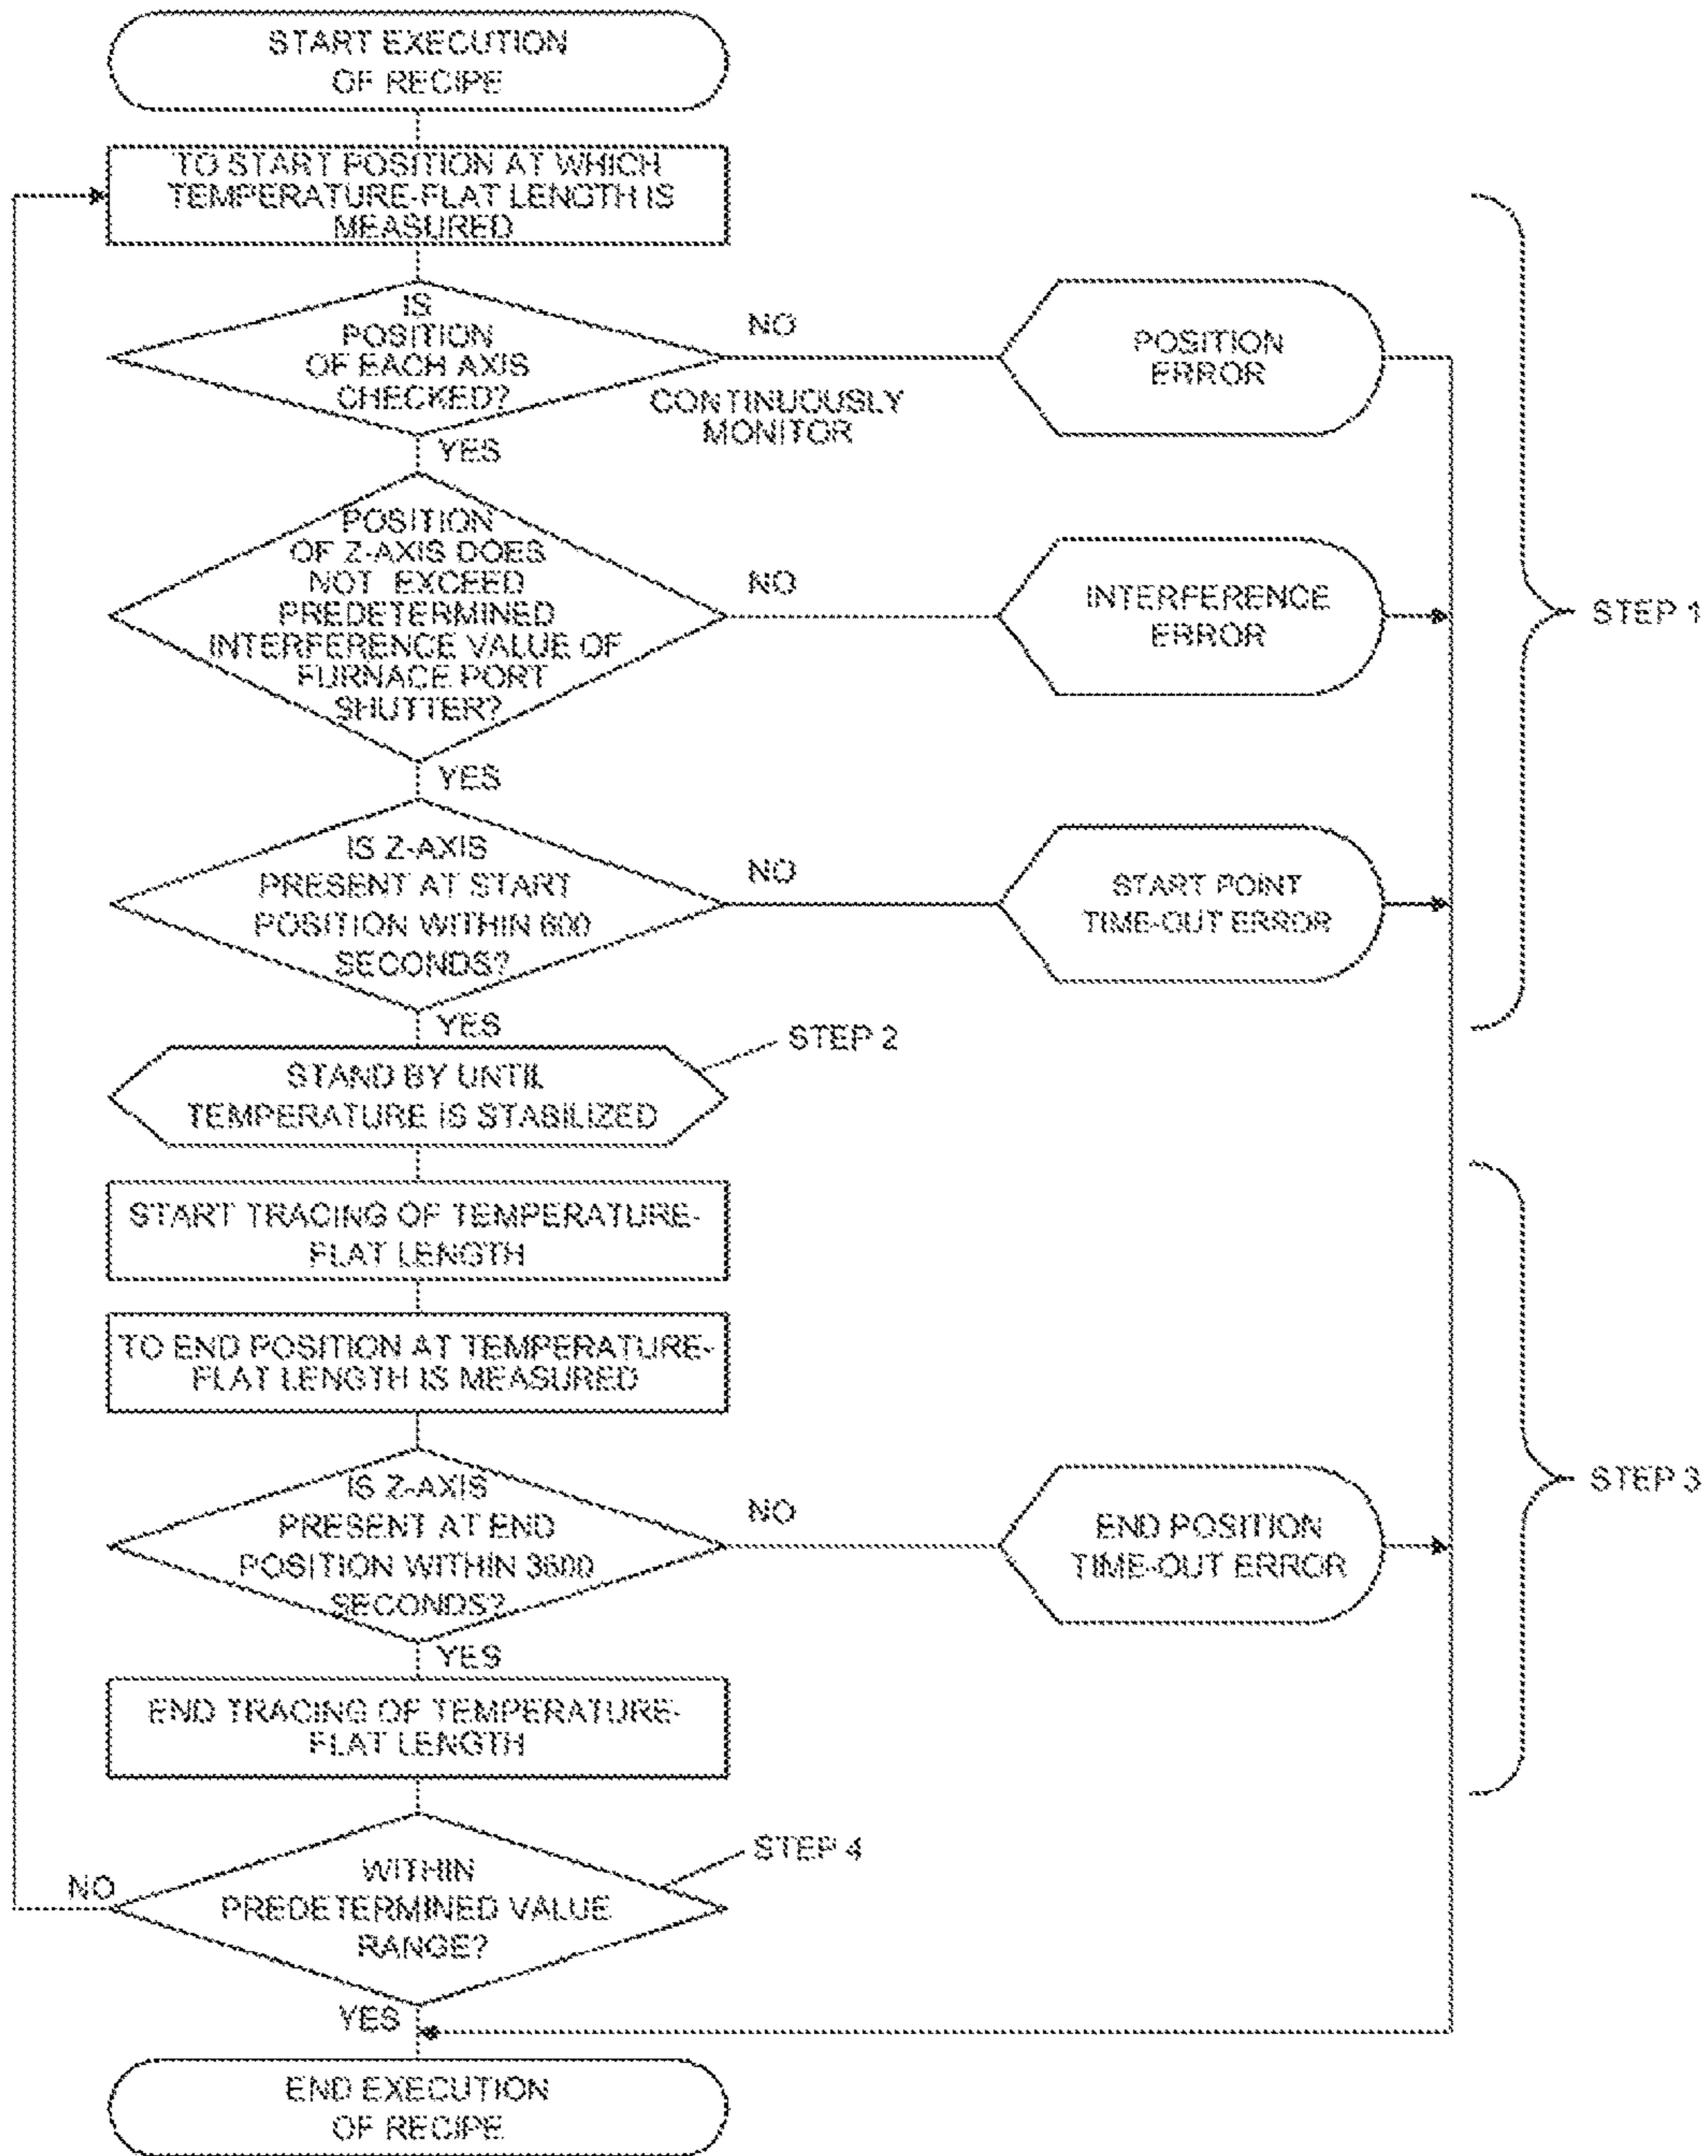 START EXECUTION
OF RECIPE
TO START POSITION AT WHICH
TEMPERATURE-FLAT LENGTH IS
MEASURED
IS
POSITION
OF EACH AXIS
CHECKED?
NO
CONTINUOUSLY
MONITOR
POSITION
ERROR
YES
POSITION
OF Z-AXIS DOES
NOT EXCEED
PREDETERMINED
INTERFERENCE VALUE OF
FURNACE PORT
SHUTTER?
NO
INTERFERENCE
ERROR
STEP 1
YES
IS Z-AXIS
PRESENT AT START
POSITION WITHIN 600
SECONDS?
NO
START POINT
TIME-OUT ERROR
YES
STEP 2
STAND BY UNTIL
TEMPERATURE IS STABILIZED
START TRACING OF TEMPERATURE-
FLAT LENGTH
TO END POSITION AT TEMPERATURE-
FLAT LENGTH IS MEASURED
IS Z-AXIS
PRESENT AT END
POSITION WITHIN 3600
SECONDS?
NO
END POSITION
TIME-OUT ERROR
STEP 3
YES
END TRACING OF TEMPERATURE-
FLAT LENGTH
STEP 4
WITHIN
PREDETERMINED VALUE
RANGE?
NO
YES
END EXECUTION
OF RECIPE